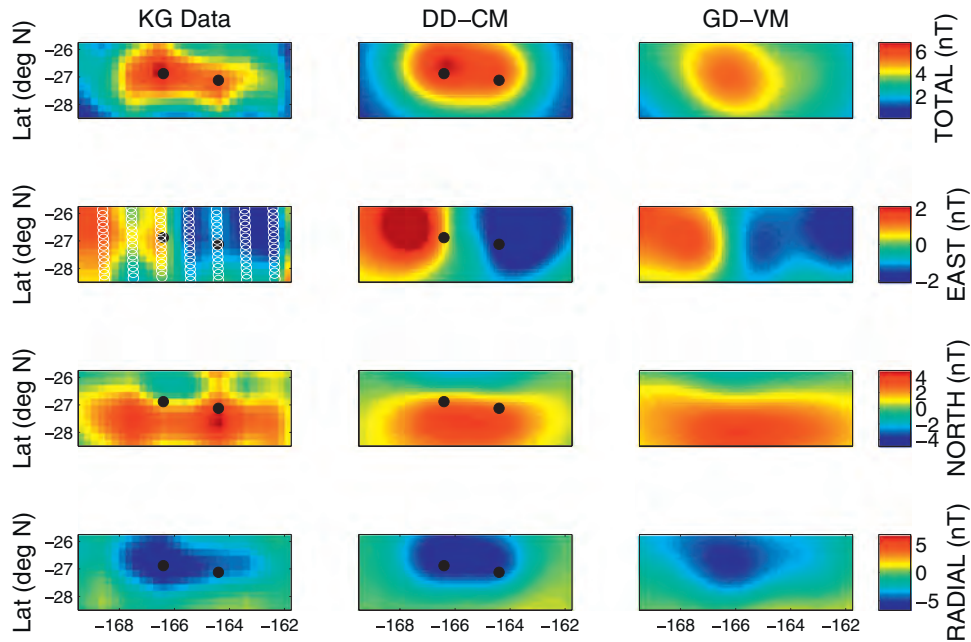 KG Data DD–CM GD–VM
Lat (deg N) −26 −27 −28 6 4 2 TOTAL (nT)
Lat (deg N) −26 −27 −28 2 0 −2 EAST (nT)
Lat (deg N) −26 −27 −28 4 2 0 −2 −4 NORTH (nT)
Lat (deg N) −26 −27 −28 5 0 −5 RADIAL (nT)
−168 −166 −164 −162 −168 −166 −164 −162 −168 −166 −164 −162